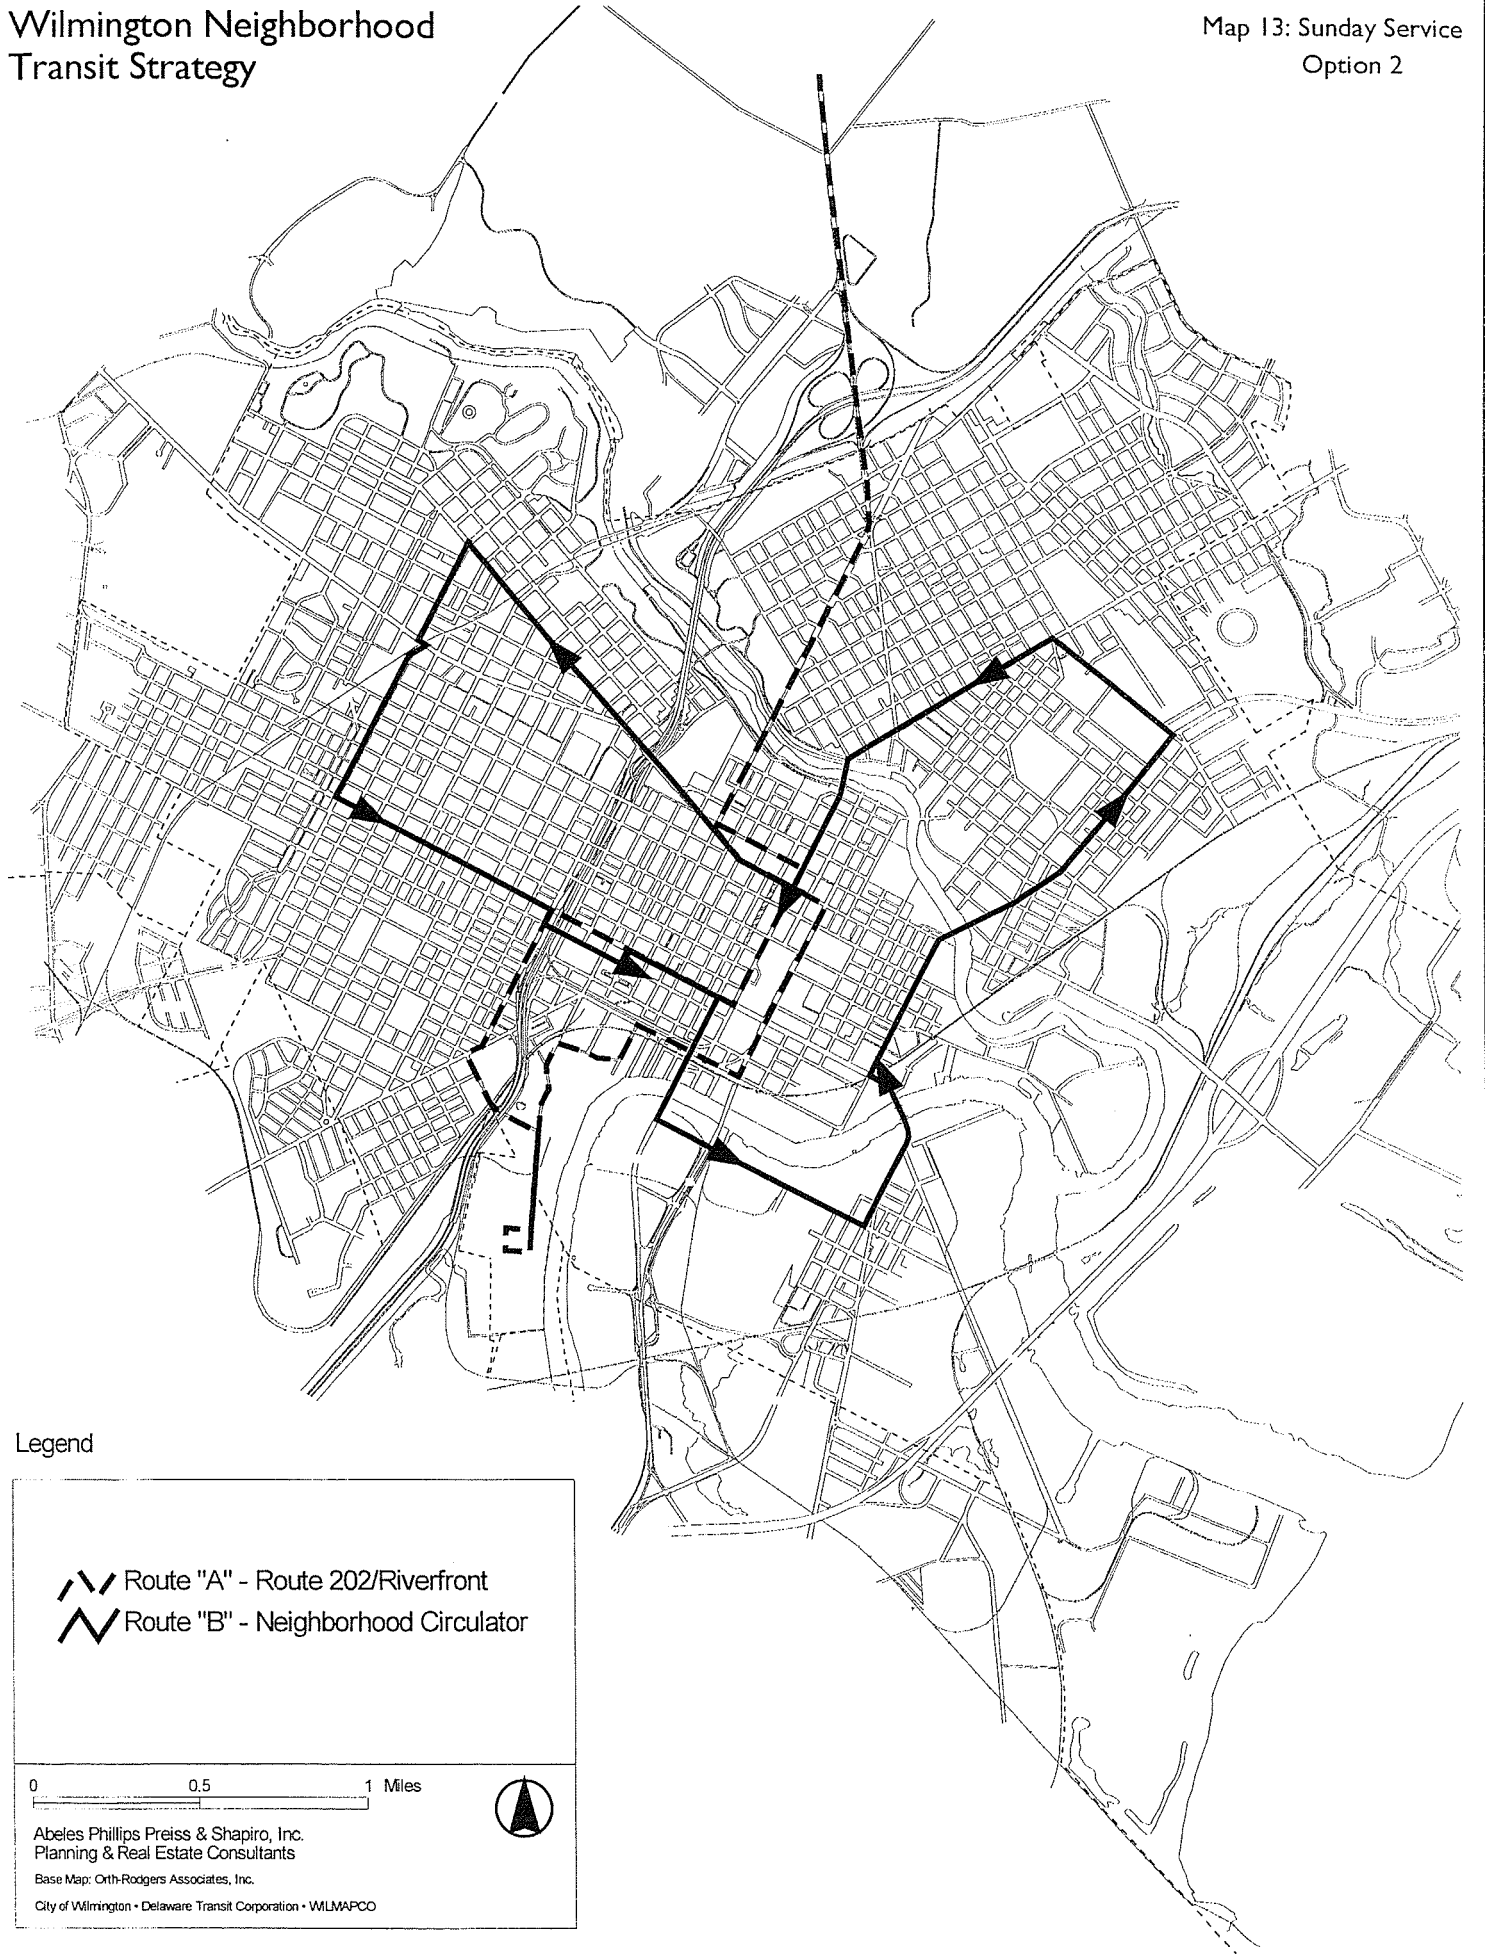 Wilmington Neighborhood
Transit Strategy
Map 13: Sunday Service
Option 2
Legend
Route "A" - Route 202/Riverfront
Route "B" - Neighborhood Circulator
0 0.5 1 Miles
Abeles Phillips Preiss & Shapiro, Inc.
Planning & Real Estate Consultants
Base Map: Orth-Rodgers Associates, Inc.
City of Wilmington • Delaware Transit Corporation • WILMAPCO